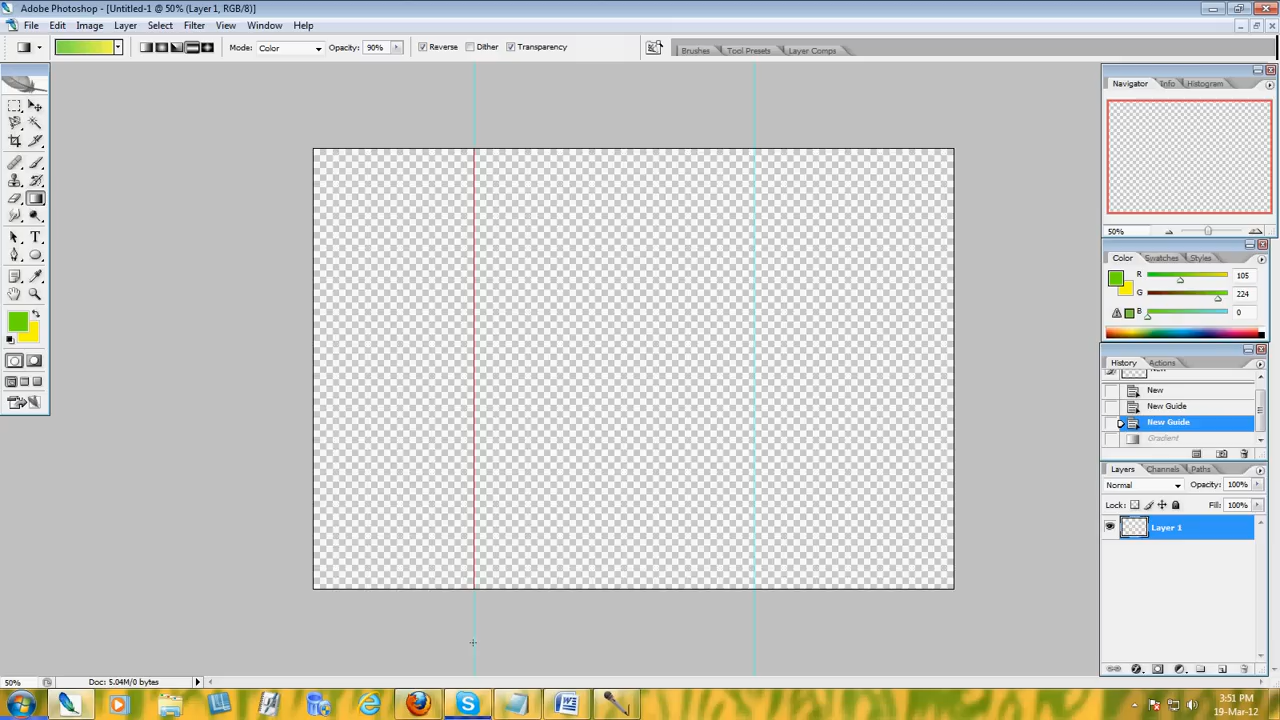 Adobe Photoshop - [Untitled-1 @ 50% (Layer 1, RGB/8)]
File Edit Image Layer Select Filter View Window Help
Mode: Color Opacity: 90% Reverse Dither Transparency Brushes Tool Presets Layer Comps
Navigator Info Histogram
50%
Color Swatches Styles
R 105
G 224
B 0
History Actions
New
New Guide
New Guide
Gradient
Layers Channels Paths
Normal Opacity: 100%
Lock: Fill: 100%
Layer 1
50% Doc: 5.04M/0 bytes
3:51 PM
19-Mar-12